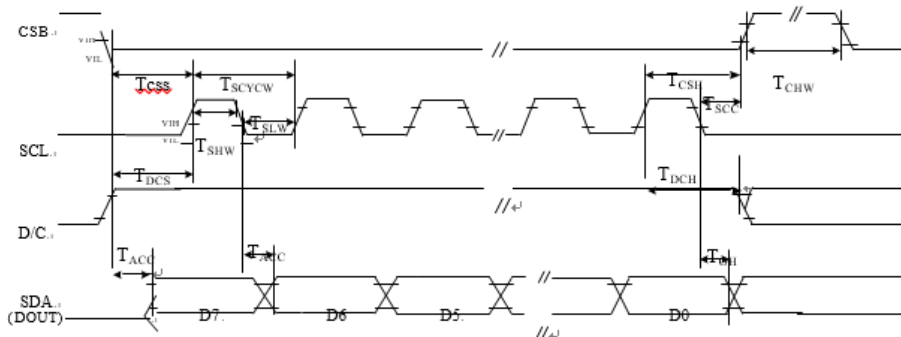 CSB
VIH
VIL
Tcss
TSCYCW
TCSH
TSCC
TCHW
VIH
VIL
TSLW
TSHW
SCL
TDCS
TDCH
D/C
TACC
TACC
TOH
SDA
(DOUT)
D7.
D6
D5.
D0